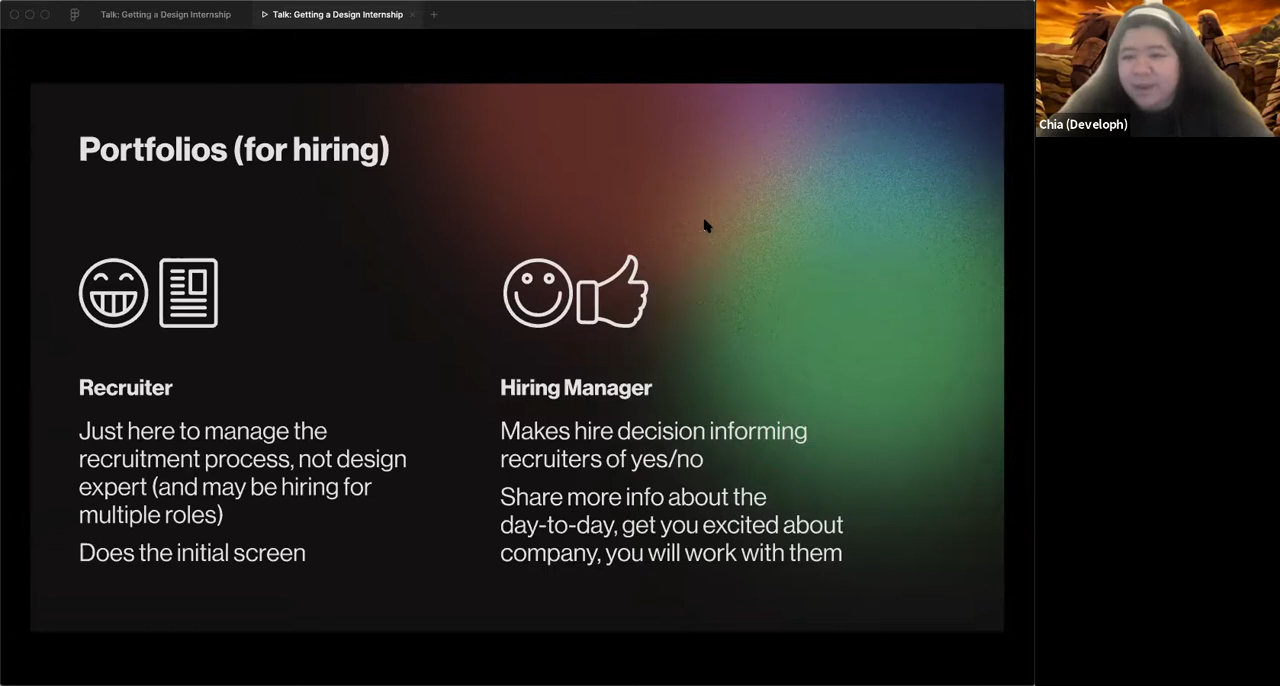 Talk: Getting a Design Internship
Talk: Getting a Design Internship
Portfolios (for hiring)
Recruiter
Just here to manage the
recruitment process, not design
expert (and may be hiring for
multiple roles)
Does the initial screen
Hiring Manager
Makes hire decision informing
recruiters of yes/no
Share more info about the
day-to-day, get you excited about
company, you will work with them
Chia (Developh)